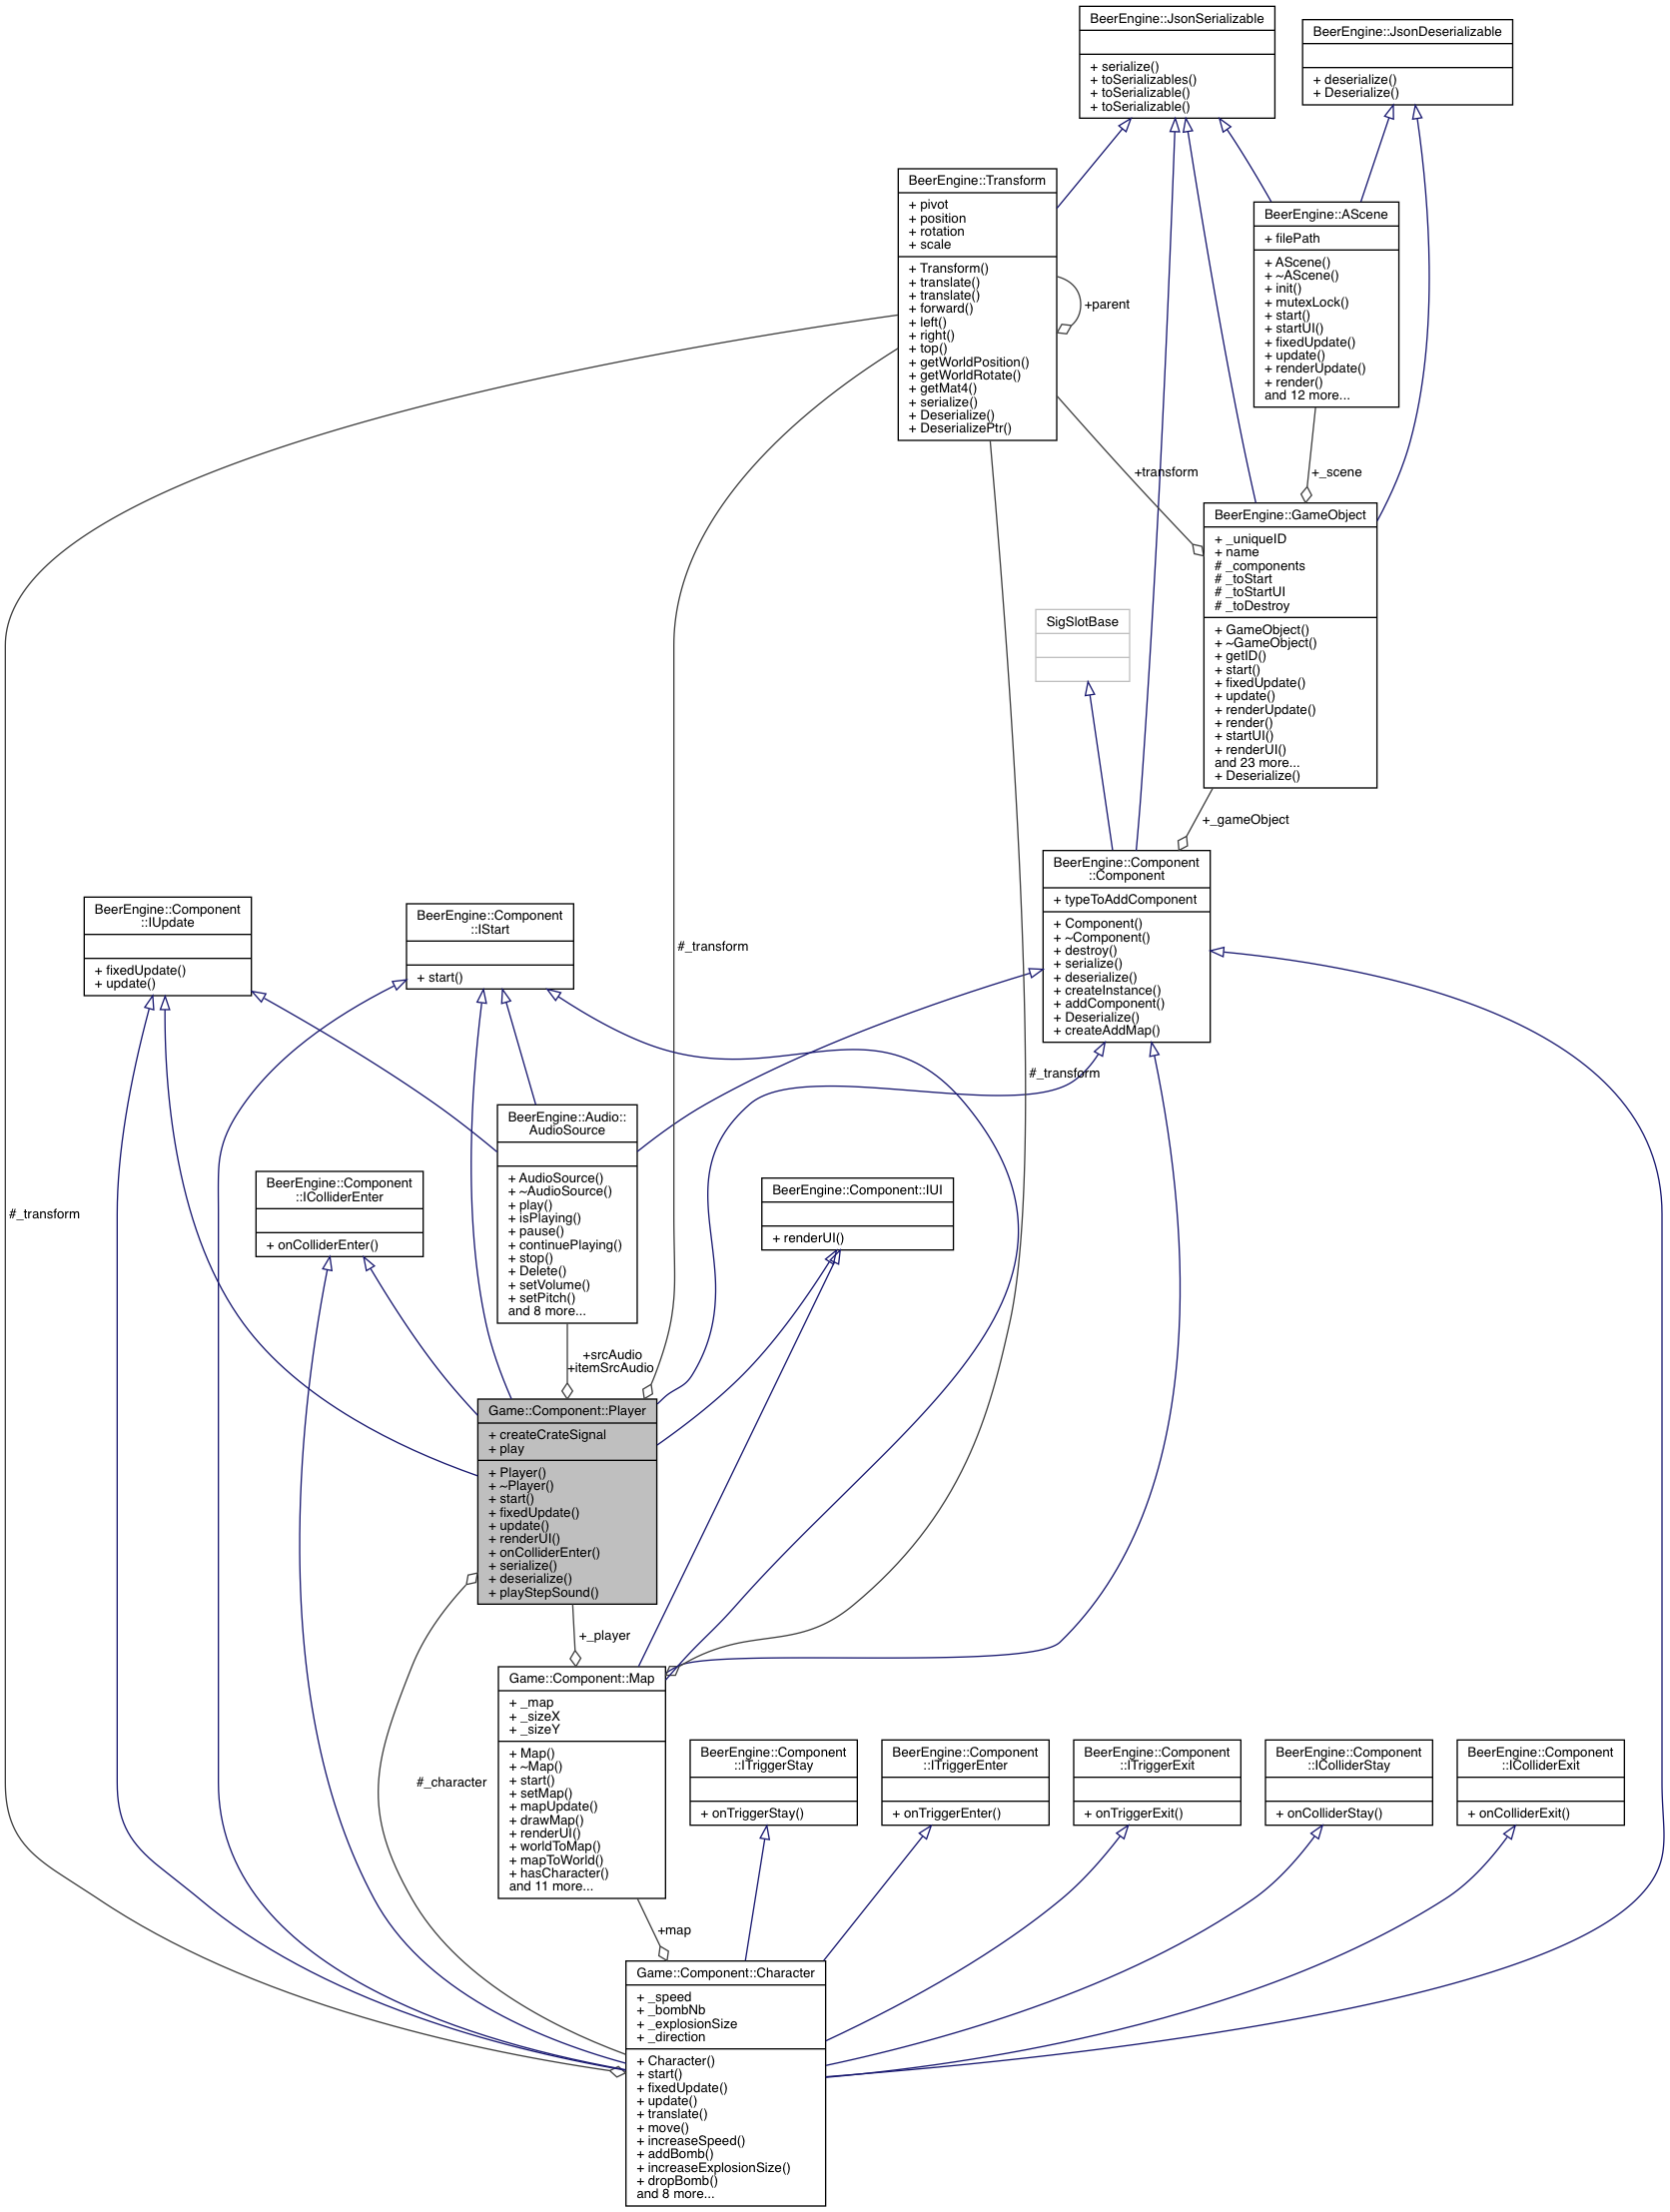 BeerEngine::JsonSerializable
+ serialize()
+ toSerializables()
+ toSerializable()
+ toSerializable()
BeerEngine::JsonDeserializable
+ deserialize()
+ Deserialize()
BeerEngine::Transform
+ pivot
+ position
+ rotation
+ scale
+ Transform()
+ translate()
+ translate()
+ forward()
+ left()
+ right()
+ top()
+ getWorldPosition()
+ getWorldRotate()
+ getMat4()
+ serialize()
+ Deserialize()
+ DeserializePtr()
+parent
BeerEngine::AScene
+ filePath
+ AScene()
+ ~AScene()
+ init()
+ mutexLock()
+ start()
+ startUI()
+ fixedUpdate()
+ update()
+ renderUpdate()
+ render()
and 12 more...
+transform
+_scene
BeerEngine::GameObject
+ _uniqueID
+ name
# _components
# _toStart
# _toStartUI
# _toDestroy
+ GameObject()
+ ~GameObject()
+ getID()
+ start()
+ fixedUpdate()
+ update()
+ renderUpdate()
+ render()
+ startUI()
+ renderUI()
and 23 more...
+ Deserialize()
SigSlotBase
+_gameObject
BeerEngine::Component
::Component
+ typeToAddComponent
+ Component()
+ ~Component()
+ destroy()
+ serialize()
+ deserialize()
+ createInstance()
+ addComponent()
+ Deserialize()
+ createAddMap()
BeerEngine::Component
::IUpdate
+ fixedUpdate()
+ update()
BeerEngine::Component
::IStart
+ start()
#_transform
#_transform
BeerEngine::Audio::
AudioSource
+ AudioSource()
+ ~AudioSource()
+ play()
+ isPlaying()
+ pause()
+ continuePlaying()
+ stop()
+ Delete()
+ setVolume()
+ setPitch()
and 8 more...
BeerEngine::Component
::IColliderEnter
+ onColliderEnter()
BeerEngine::Component::IUI
+ renderUI()
#_transform
+srcAudio
+itemSrcAudio
Game::Component::Player
+ createCrateSignal
+ play
+ Player()
+ ~Player()
+ start()
+ fixedUpdate()
+ update()
+ renderUI()
+ onColliderEnter()
+ serialize()
+ deserialize()
+ playStepSound()
+_player
Game::Component::Map
+ _map
+ _sizeX
+ _sizeY
+ Map()
+ ~Map()
+ start()
+ setMap()
+ mapUpdate()
+ drawMap()
+ renderUI()
+ worldToMap()
+ mapToWorld()
+ hasCharacter()
and 11 more...
#_character
BeerEngine::Component
::ITriggerStay
+ onTriggerStay()
BeerEngine::Component
::ITriggerEnter
+ onTriggerEnter()
BeerEngine::Component
::ITriggerExit
+ onTriggerExit()
BeerEngine::Component
::IColliderStay
+ onColliderStay()
BeerEngine::Component
::IColliderExit
+ onColliderExit()
+map
Game::Component::Character
+ _speed
+ _bombNb
+ _explosionSize
+ _direction
+ Character()
+ start()
+ fixedUpdate()
+ update()
+ translate()
+ move()
+ increaseSpeed()
+ addBomb()
+ increaseExplosionSize()
+ dropBomb()
and 8 more...